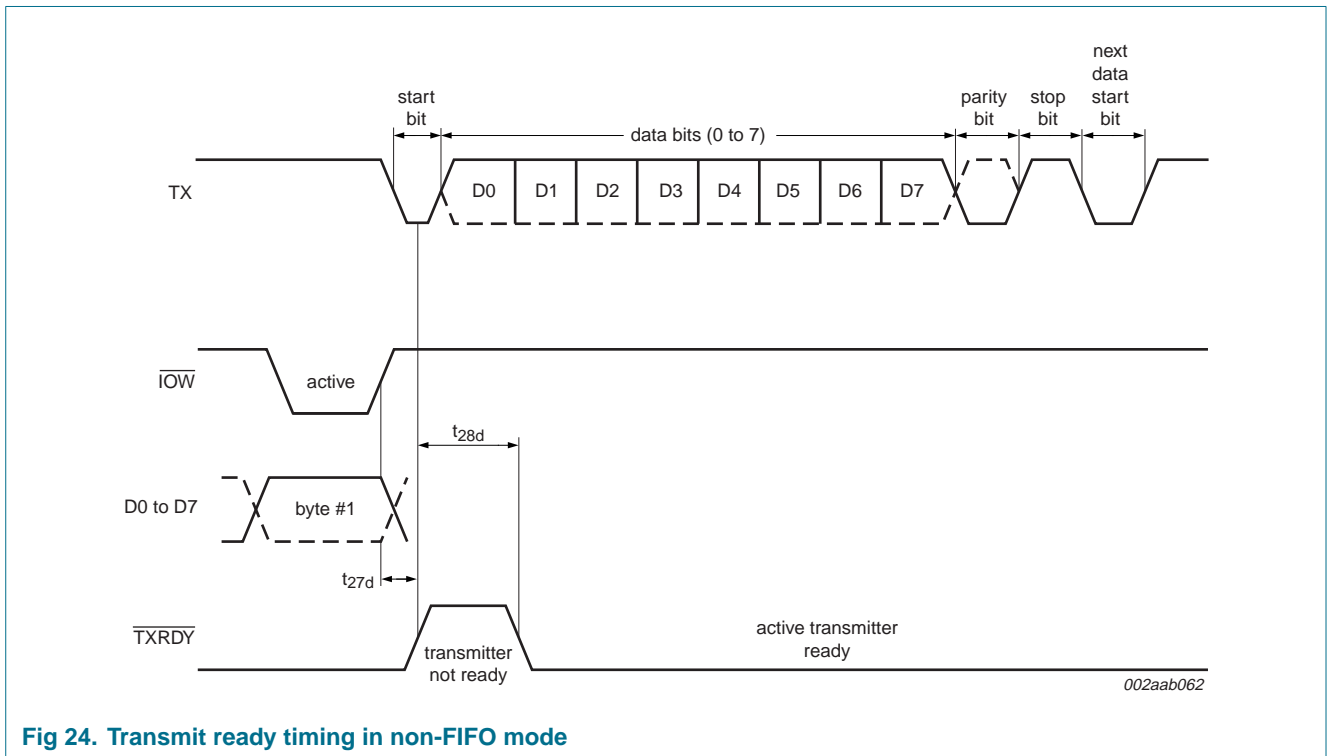 next
data
start
bit
start
bit
parity
bit
stop
bit
data bits (0 to 7)
TX
D0 D1 D2 D3 D4 D5 D6 D7
IOW
active
t28d
D0 to D7
byte #1
t27d
TXRDY
transmitter
not ready
active transmitter
ready
002aab062
Fig 24. Transmit ready timing in non-FIFO mode